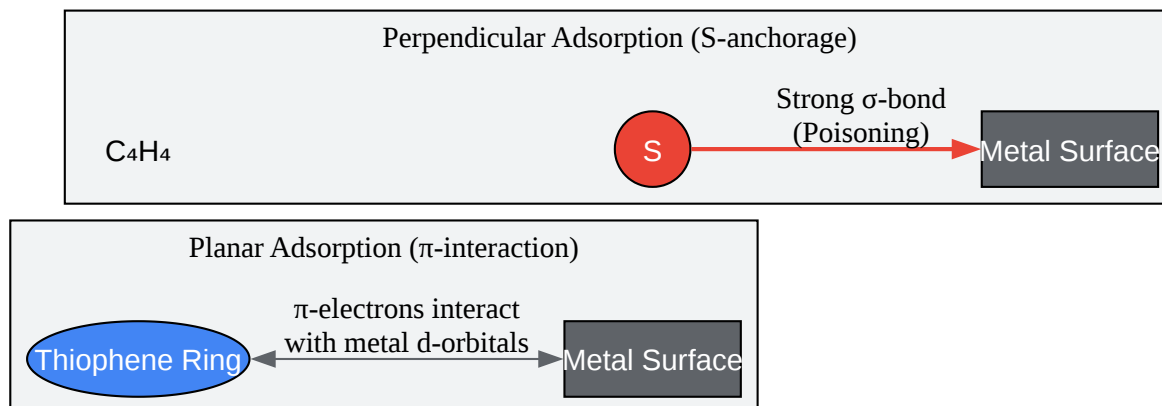 Perpendicular Adsorption (S-anchorage)
Strong σ-bond
(Poisoning)
C₄H₄
S
Metal Surface
Planar Adsorption (π-interaction)
π-electrons interact
with metal d-orbitals
Thiophene Ring
Metal Surface